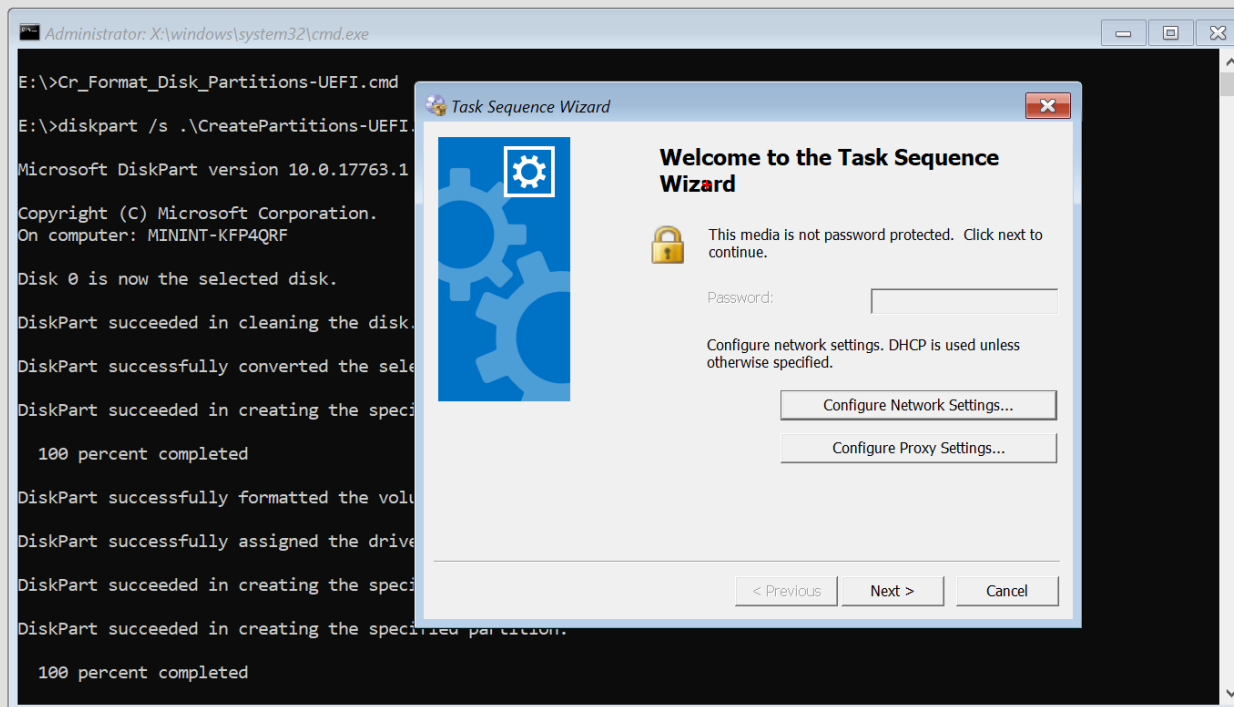 Administrator: X:\windows\system32\cmd.exe
E:\>Cr_Format_Disk_Partitions-UEFI.cmd
E:\>diskpart /s .\CreatePartitions-UEFI.
Microsoft DiskPart version 10.0.17763.1
Copyright (C) Microsoft Corporation.
On computer: MININT-KFP4QRF
Disk 0 is now the selected disk.
DiskPart succeeded in cleaning the disk.
DiskPart successfully converted the sele
DiskPart succeeded in creating the speci
100 percent completed
DiskPart successfully formatted the volu
DiskPart successfully assigned the drive
DiskPart succeeded in creating the speci
DiskPart succeeded in creating the specified partition.
100 percent completed
Task Sequence Wizard
Welcome to the Task Sequence
Wizard
This media is not password protected.  Click next to
continue.
Password:
Configure network settings. DHCP is used unless
otherwise specified.
Configure Network Settings...
Configure Proxy Settings...
< Previous
Next >
Cancel